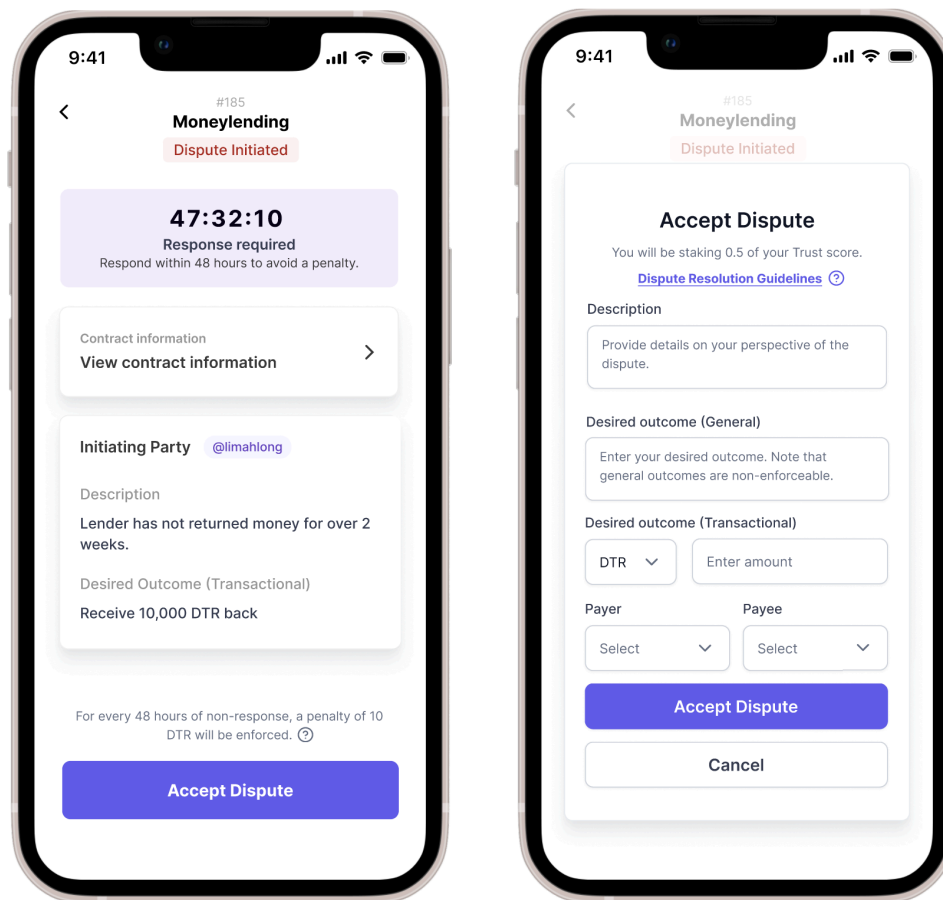 9:41
#185
Moneylending
Dispute Initiated
47:32:10
Response required
Respond within 48 hours to avoid a penalty.
Contract information
View contract information
Initiating Party @limahlong
Description
Lender has not returned money for over 2
weeks.
Desired Outcome (Transactional)
Receive 10,000 DTR back
For every 48 hours of non-response, a penalty of 10
DTR will be enforced. ?
Accept Dispute
9:41
#185
Moneylending
Dispute Initiated
Accept Dispute
You will be staking 0.5 of your Trust score.
Dispute Resolution Guidelines ?
Description
Provide details on your perspective of the
dispute.
Desired outcome (General)
Enter your desired outcome. Note that
general outcomes are non-enforceable.
Desired outcome (Transactional)
DTR Enter amount
Payer Payee
Select Select
Accept Dispute
Cancel